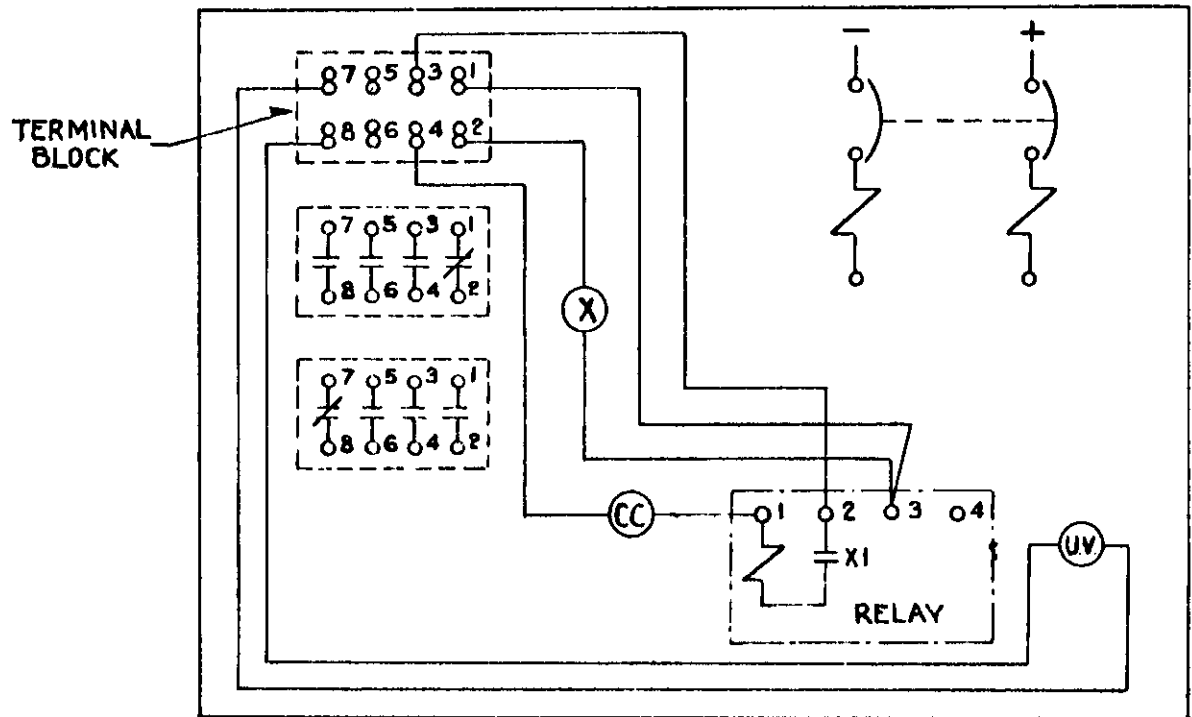 - +
7 5 3 1
TERMINAL
BLOCK
8 6 4 2
7 5 3 1
8 6 4 2
X
7 5 3 1
8 6 4 2
CC
1 2 3 4
U.V.
X1
RELAY